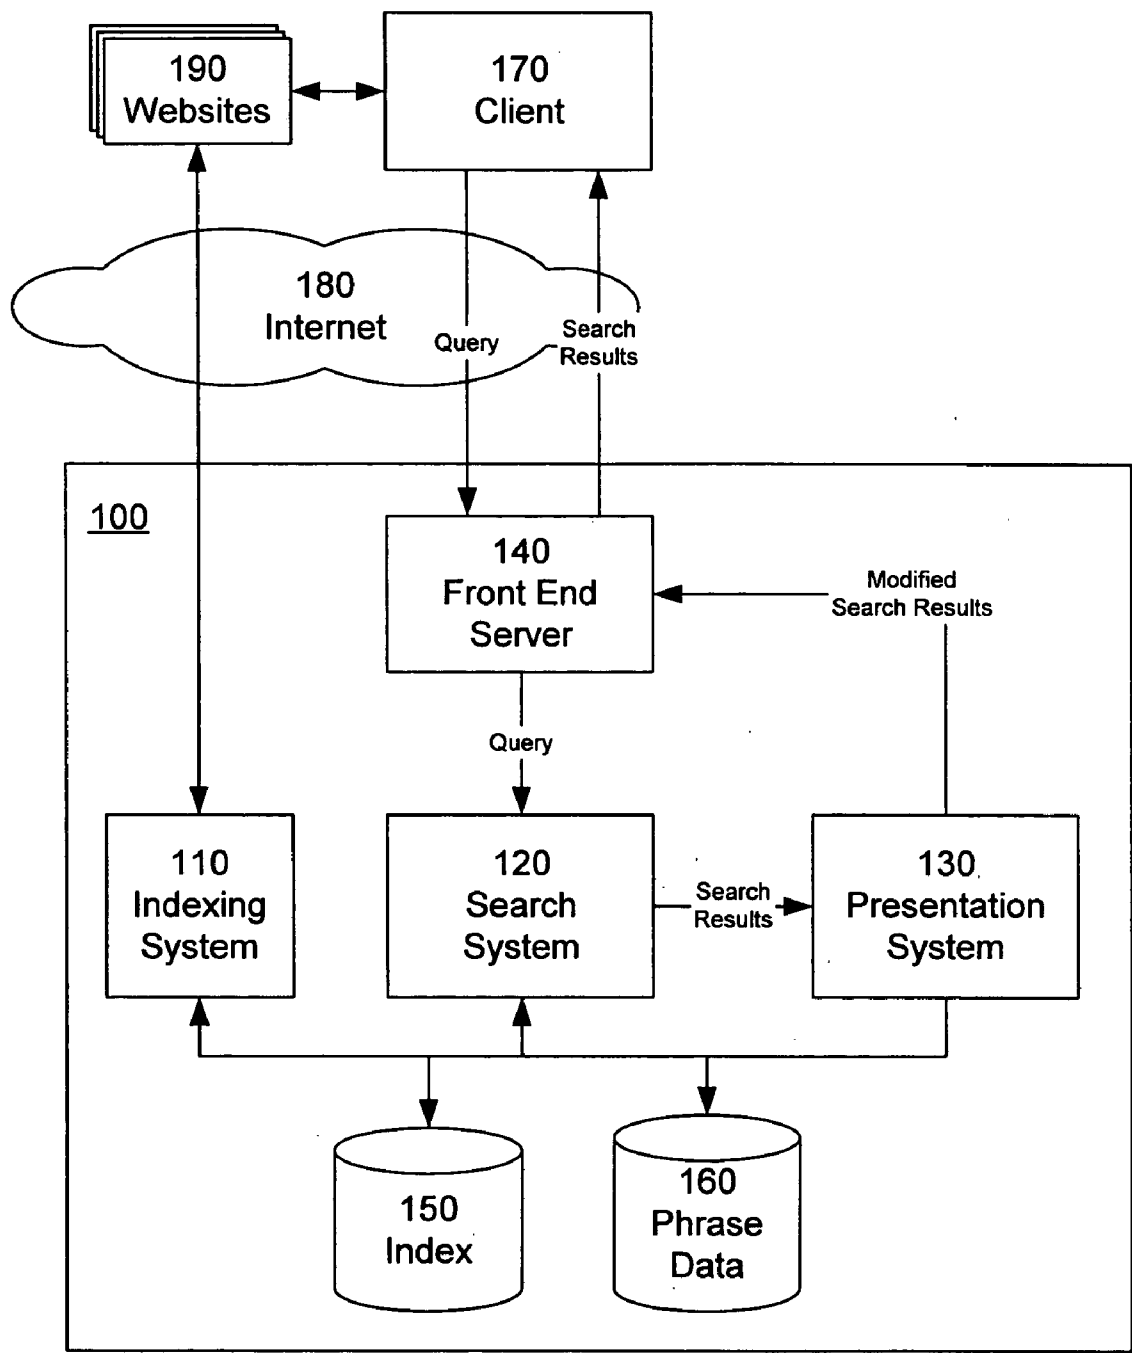 190
Websites
170
Client
180
Internet
Query
Search
Results
100
140
Front End
Server
Modified
Search Results
Query
110
Indexing
System
120
Search
System
Search
Results
130
Presentation
System
150
Index
160
Phrase
Data